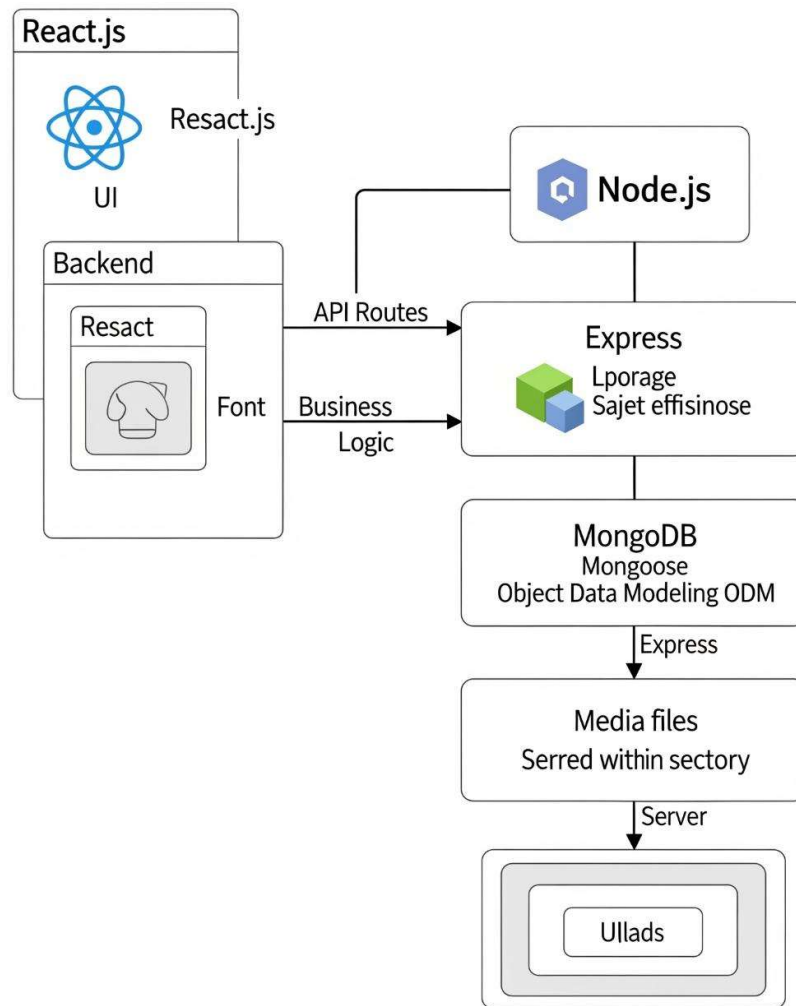 React.js
Resact.js
UI
Backend
Resact
Font
API Routes
Business
Logic
Node.js
Express
Lporage
Sajet effisinose
MongoDB
Mongoose
Object Data Modeling ODM
Express
Media files
Serred within sectory
Server
UIlads